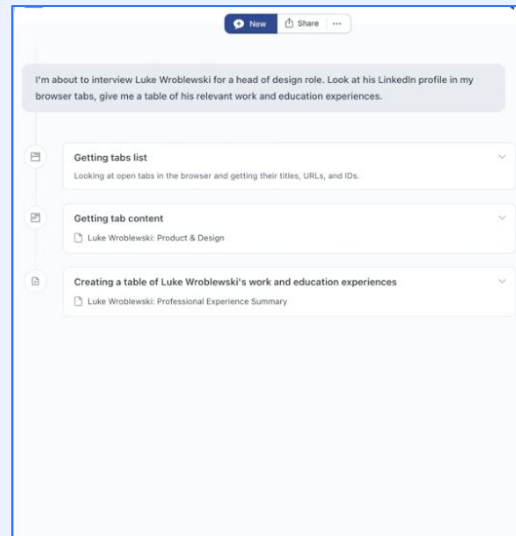 New
Share
I'm about to interview Luke Wroblewski for a head of design role. Look at his LinkedIn profile in my
browser tabs, give me a table of his relevant work and education experiences.
Getting tabs list
Looking at open tabs in the browser and getting their titles, URLs, and IDs.
Getting tab content
Luke Wroblewski: Product & Design
Creating a table of Luke Wroblewski's work and education experiences
Luke Wroblewski: Professional Experience Summary